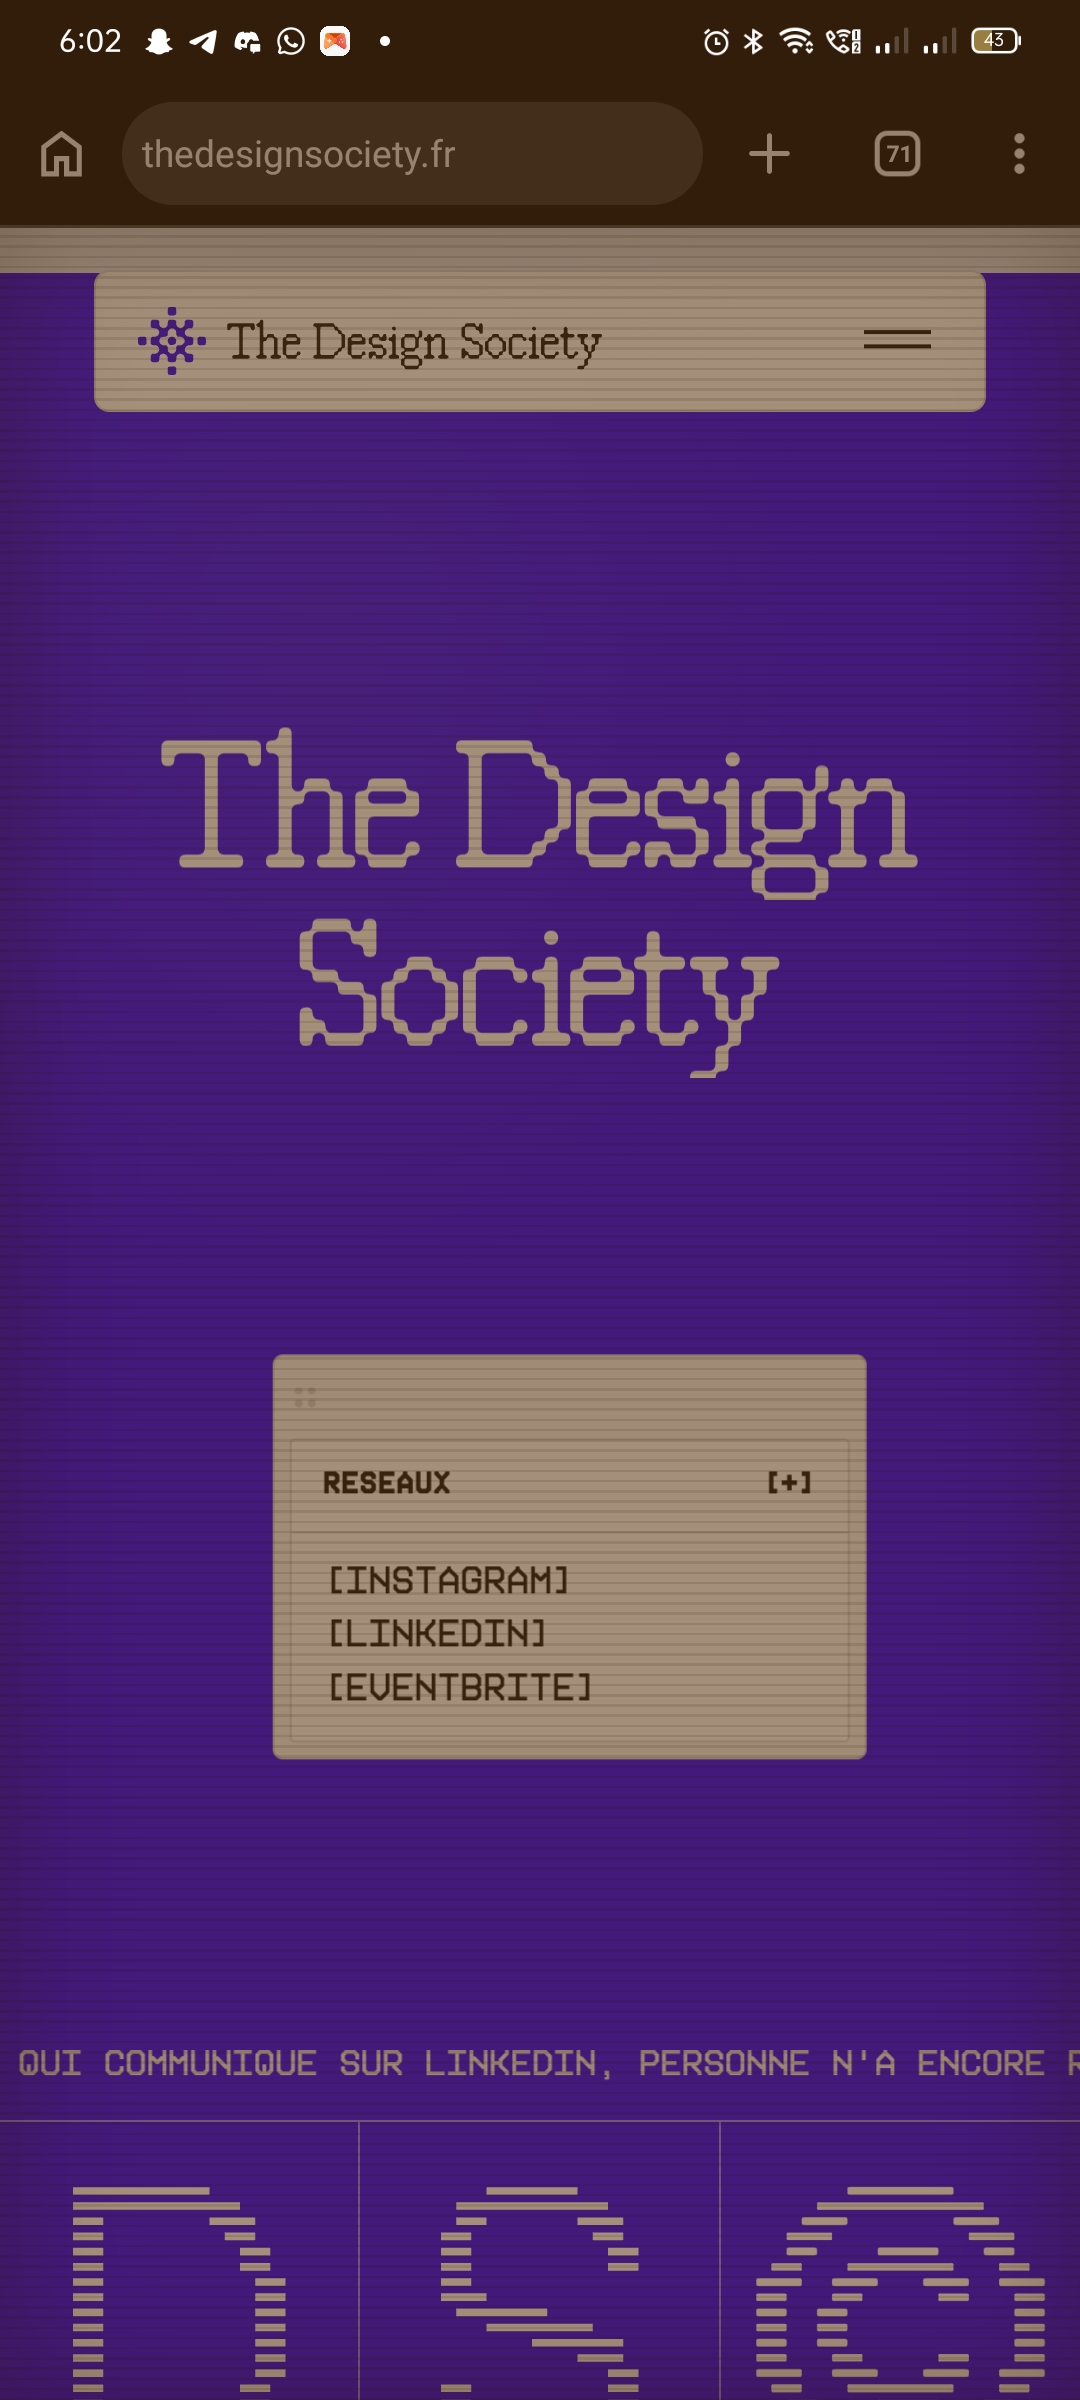 6:02
43
thedesignsociety.fr
71
The Design Society
The Design
Society
RESEAUX [+]
[INSTAGRAM]
[LINKEDIN]
[EVENTBRITE]
QUI COMMUNIQUE SUR LINKEDIN, PERSONNE N'A ENCORE
DS©